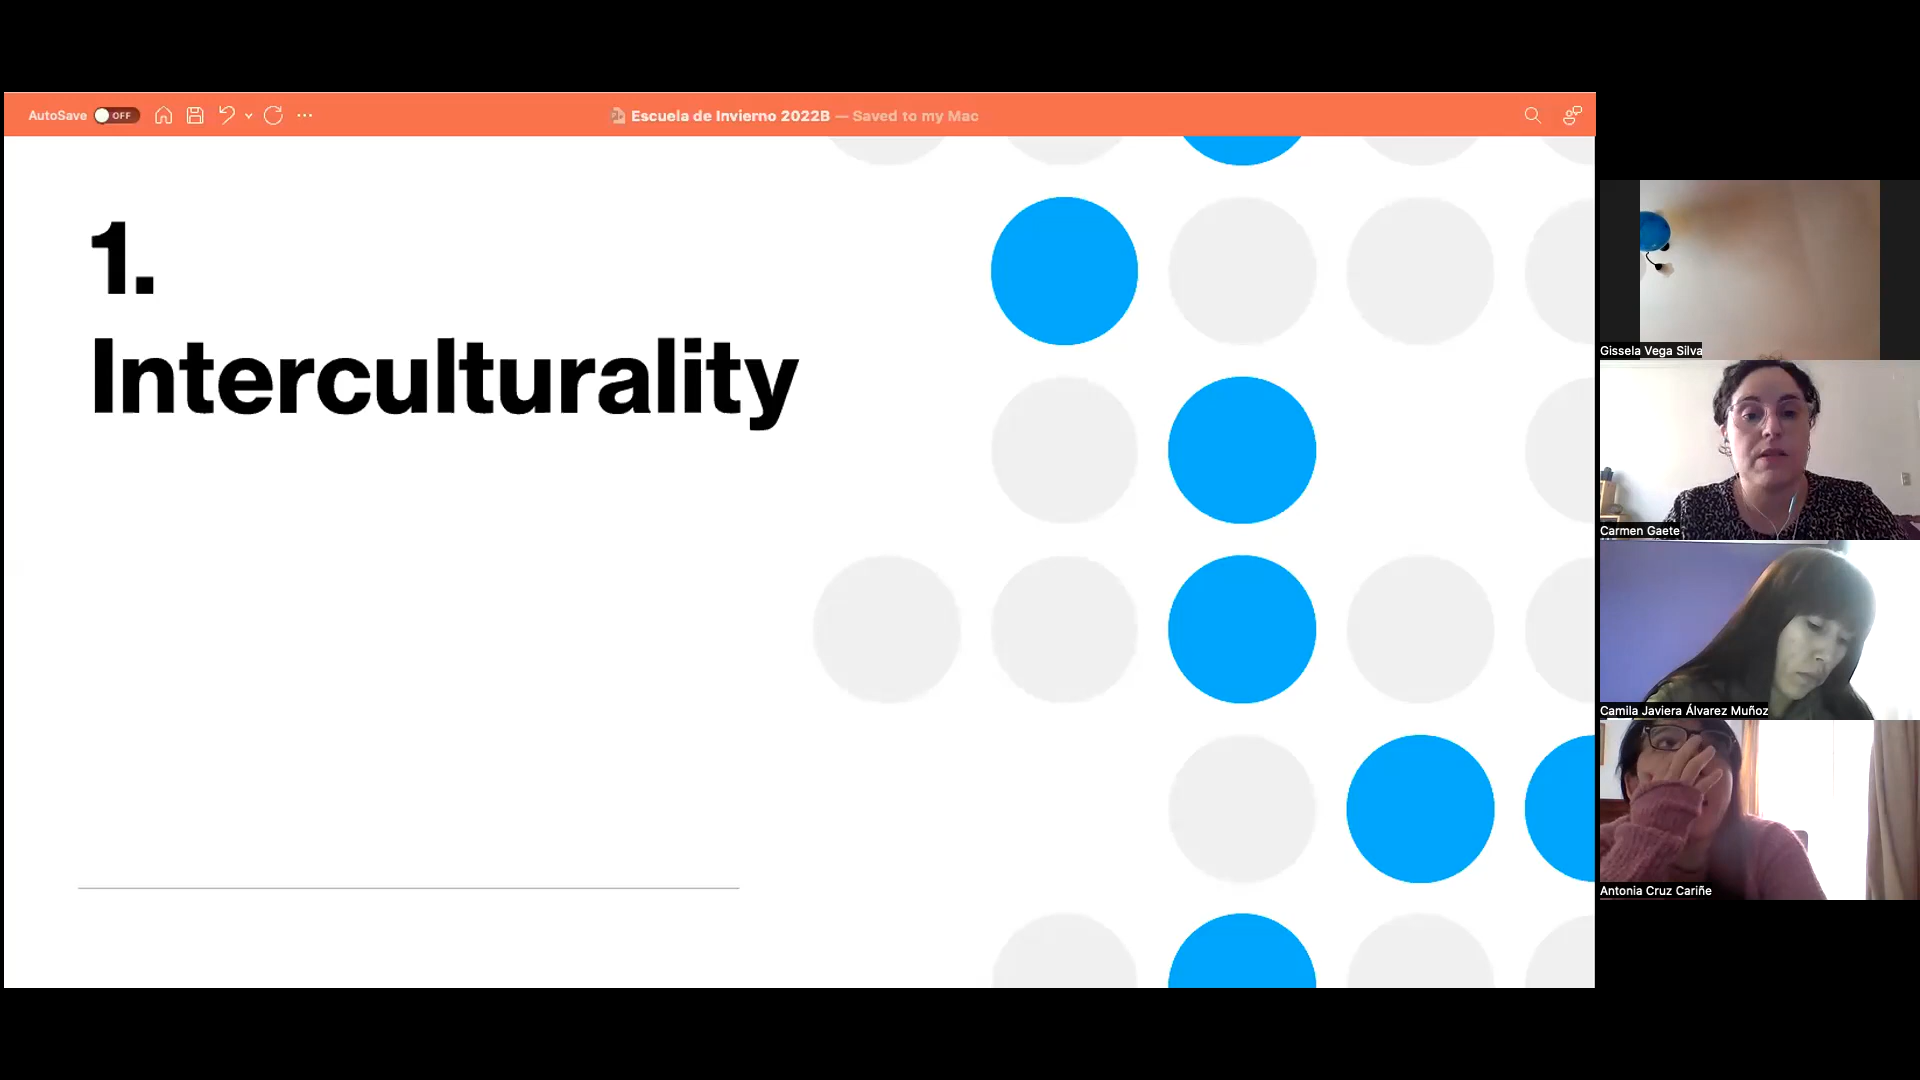 AutoSave OFF
Escuela de Invierno 2022B — Saved to my Mac
1.
Interculturality
Gissela Vega Silva
Carmen Gaete
Camila Javiera Álvarez Muñoz
Antonia Cruz Cariñe